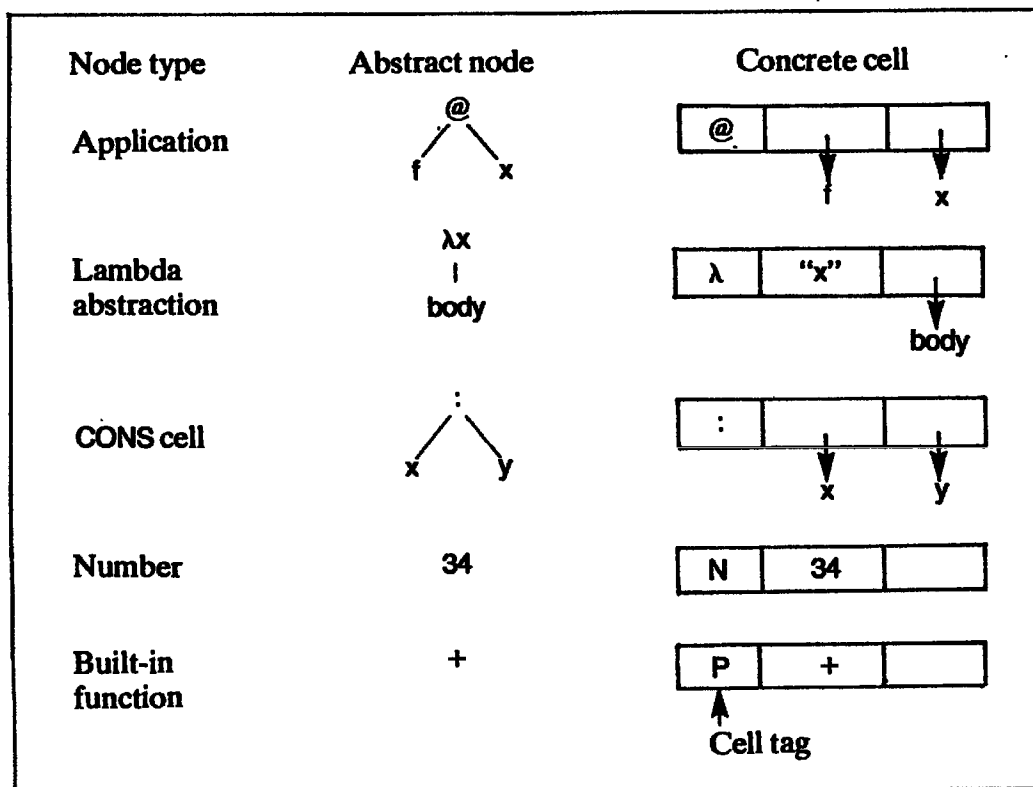 Node type Abstract node Concrete cell
Application
@
f x
@
f x
Lambda
abstraction
λx
body
λ “x”
body
CONS cell
:
x y
:
x y
Number 34 N 34
Built-in
function
+
P +
Cell tag